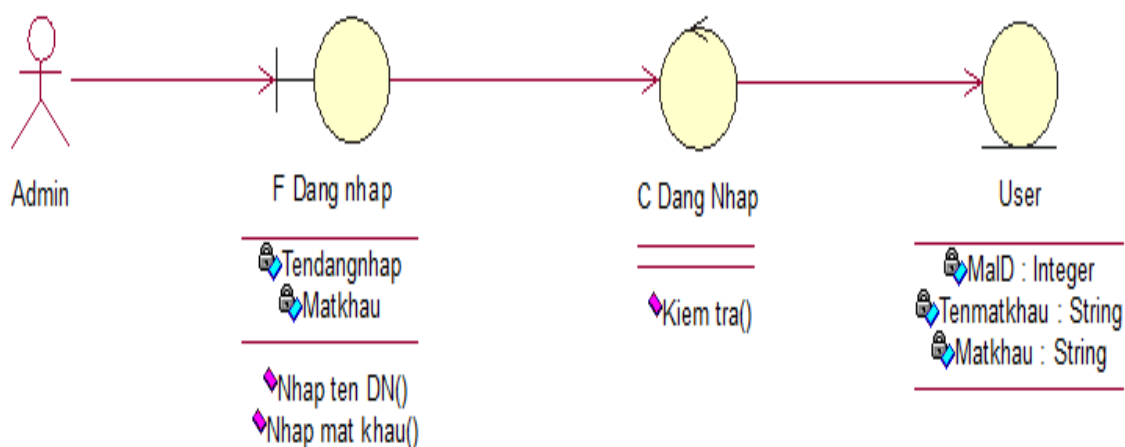 Admin
F Dang nhap
Tendangnhap
Matkhau
Nhap ten DN()
Nhap mat khau()
C Dang Nhap
Kiem tra()
User
MaID : Integer
Tenmatkhau : String
Matkhau : String